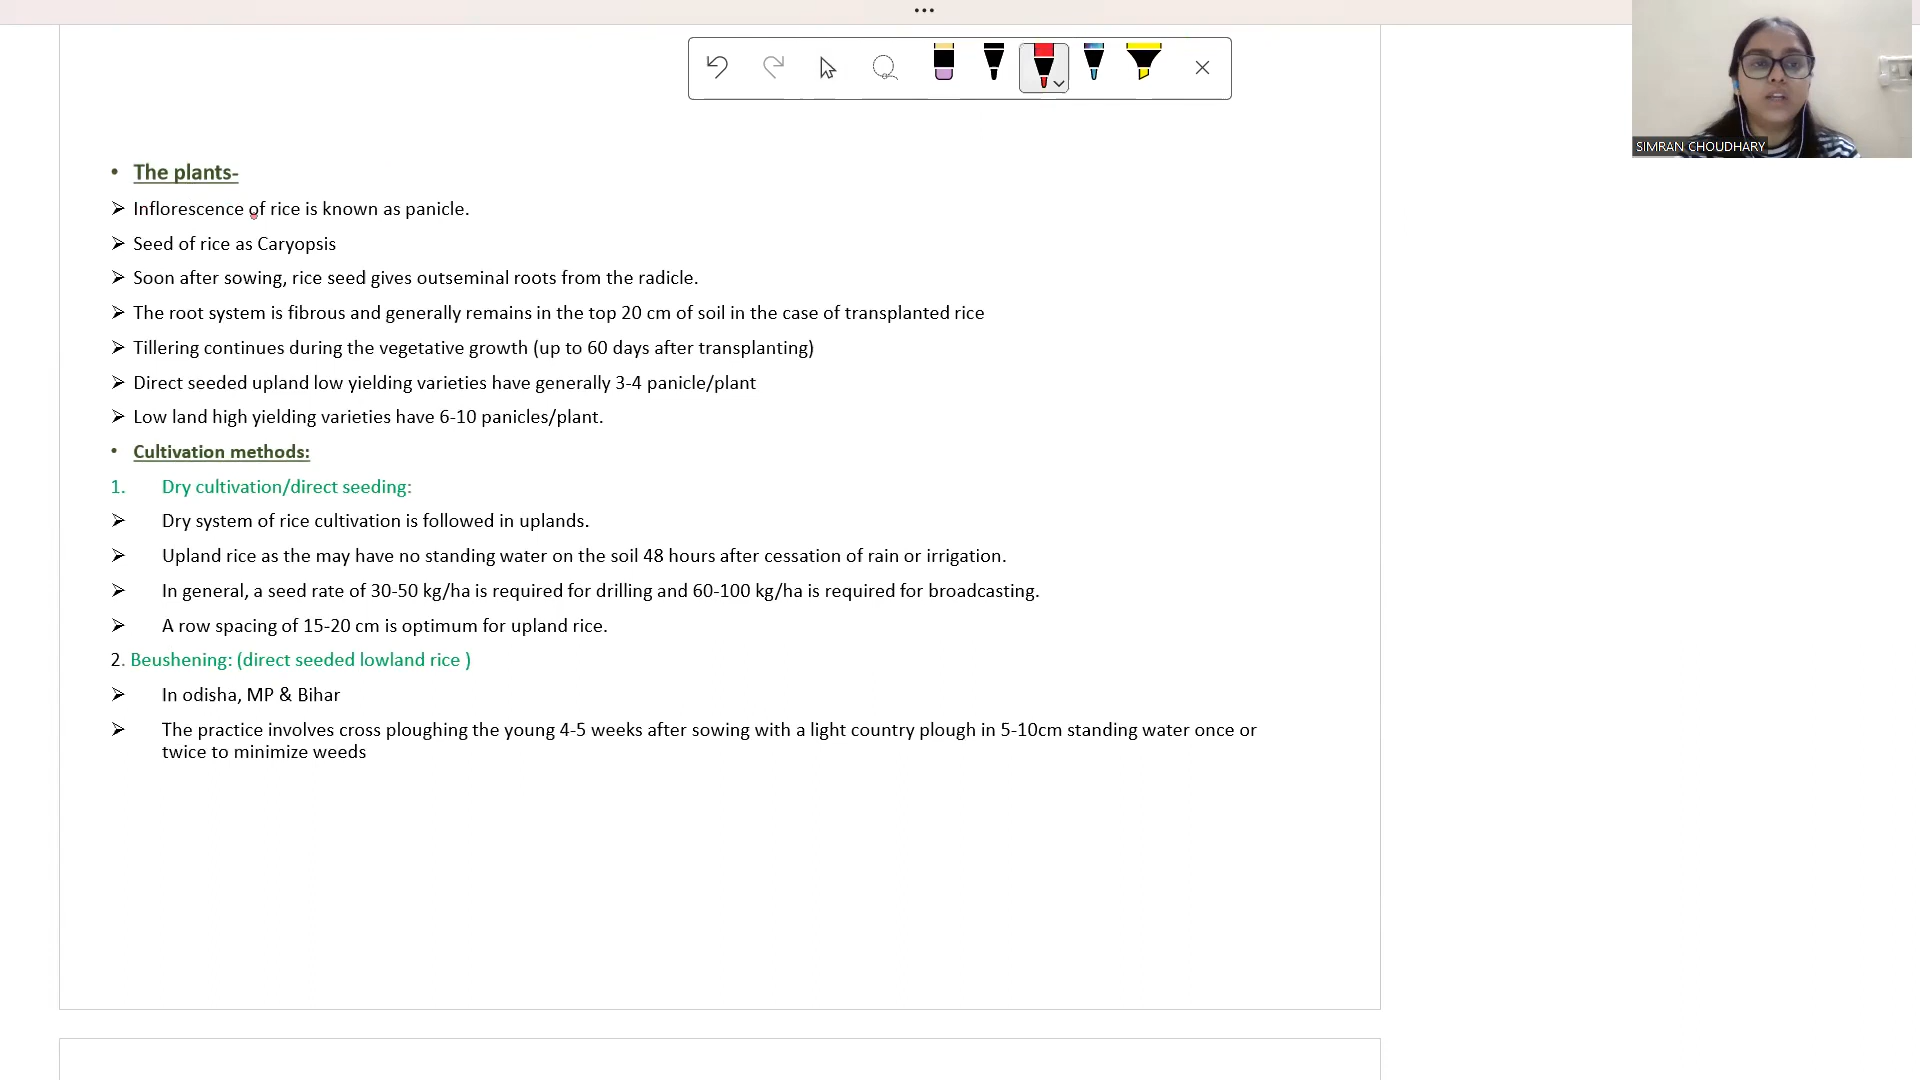 SIMRAN CHOUDHARY
• The plants-
➢ Inflorescence of rice is known as panicle.
➢ Seed of rice as Caryopsis
➢ Soon after sowing, rice seed gives outseminal roots from the radicle.
➢ The root system is fibrous and generally remains in the top 20 cm of soil in the case of transplanted rice
➢ Tillering continues during the vegetative growth (up to 60 days after transplanting)
➢ Direct seeded upland low yielding varieties have generally 3-4 panicle/plant
➢ Low land high yielding varieties have 6-10 panicles/plant.
• Cultivation methods:
1. Dry cultivation/direct seeding:
➢ Dry system of rice cultivation is followed in uplands.
➢ Upland rice as the may have no standing water on the soil 48 hours after cessation of rain or irrigation.
➢ In general, a seed rate of 30-50 kg/ha is required for drilling and 60-100 kg/ha is required for broadcasting.
➢ A row spacing of 15-20 cm is optimum for upland rice.
2. Beushening: (direct seeded lowland rice )
➢ In odisha, MP & Bihar
➢ The practice involves cross ploughing the young 4-5 weeks after sowing with a light country plough in 5-10cm standing water once or
twice to minimize weeds